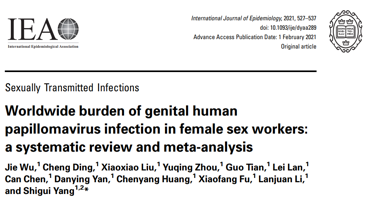 IEA
International Epidemiological Association
International Journal of Epidemiology, 2021, 527–537
doi: 10.1093/ije/dyaa289
Advance Access Publication Date: 1 February 2021
Original article
Sexually Transmitted Infections
Worldwide burden of genital human
papillomavirus infection in female sex workers:
a systematic review and meta-analysis
Jie Wu,¹ Cheng Ding,¹ Xiaoxiao Liu,¹ Yuqing Zhou,¹ Guo Tian,¹ Lei Lan,¹
Can Chen,¹ Danying Yan,¹ Chenyang Huang,¹ Xiaofang Fu,¹ Lanjuan Li,¹
and Shigui Yang¹,²*